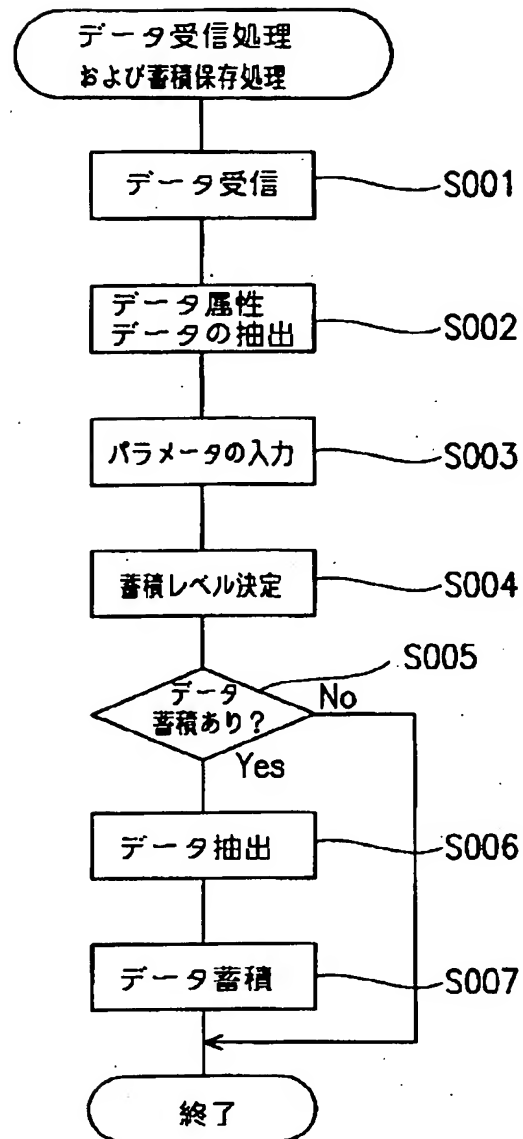 データ受信処理
および蓄積保存処理
データ受信
S001
データ属性
データの抽出
S002
パラメータの入力
S003
蓄積レベル決定
S004
S005
データ
蓄積あり?
No
Yes
データ抽出
S006
データ蓄積
S007
終了